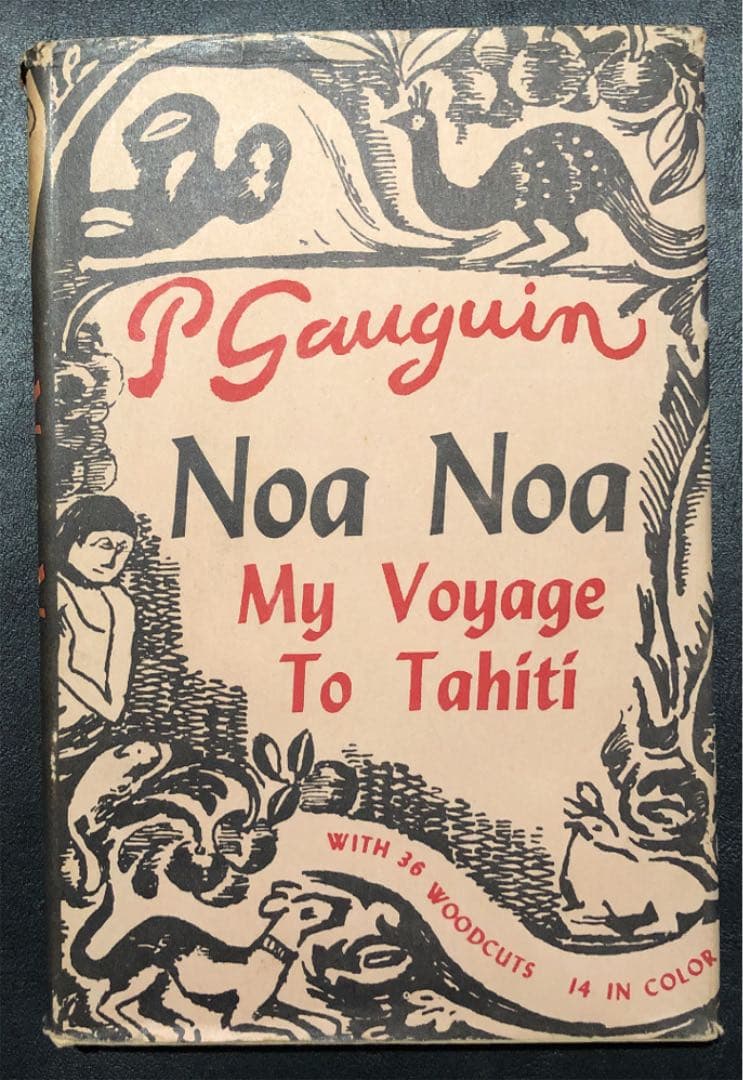 P Gauguin
Noa Noa
My Voyage
To Tahiti
WITH 36 WOODCUTS 14 IN COLOR